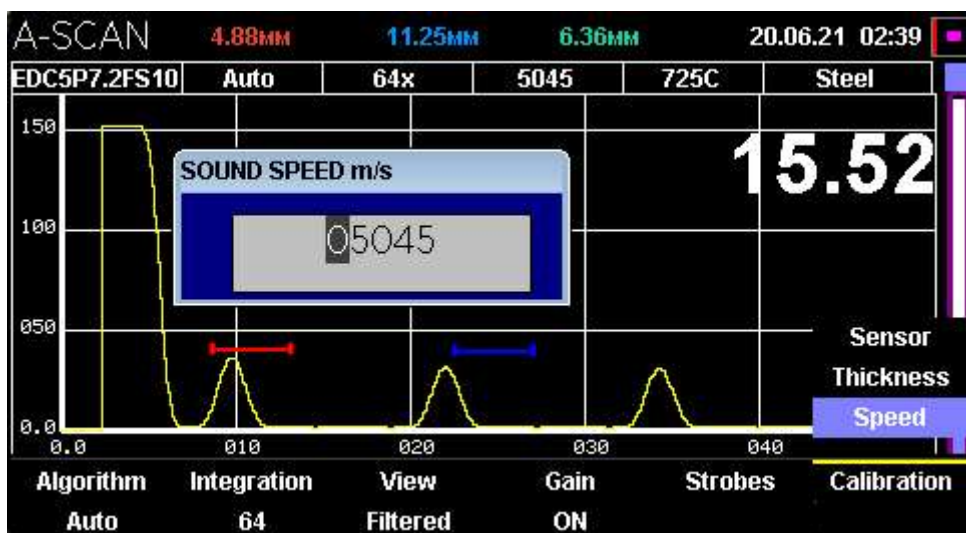 A-SCAN 4.88мм 11.25мм 6.36мм 20.06.21 02:39
EDC5P7.2FS10 Auto 64x 5045 725C Steel
150
15.52
SOUND SPEED m/s
100
05045
050
Sensor
Thickness
Speed
0.0
0.0 010 020 030 040
Algorithm Integration View Gain Strobes Calibration
Auto 64 Filtered ON